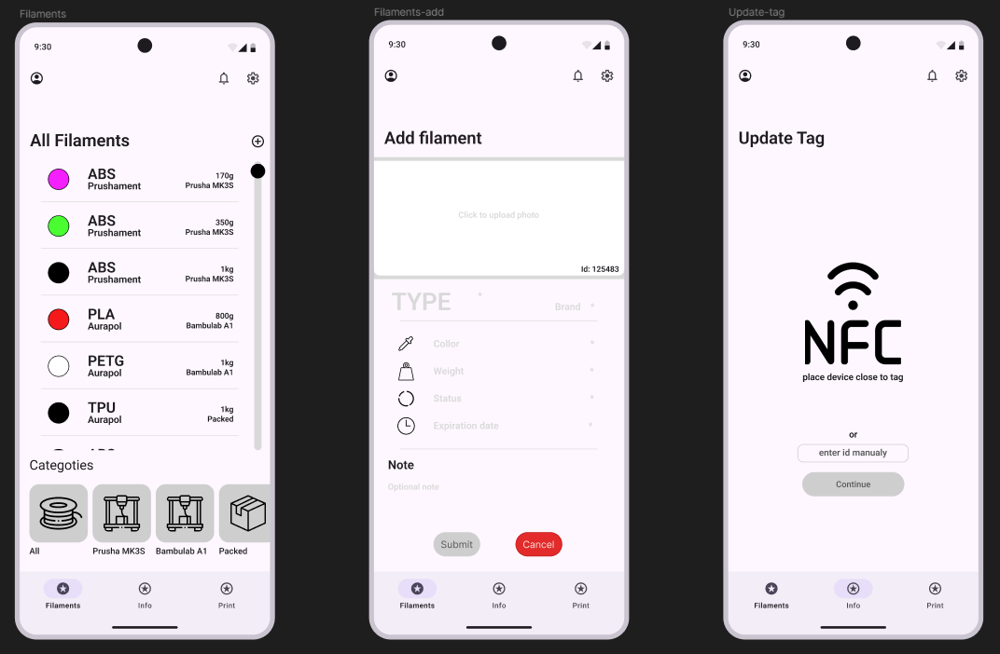 Filaments
9:30
All Filaments
ABS
170g
Prushament
Prusha MK3S
ABS
350g
Prushament
Prusha MK3S
ABS
1kg
Prushament
Prusha MK3S
PLA
800g
Aurapol
Bambulab A1
PETG
1kg
Aurapol
Bambulab A1
TPU
1kg
Aurapol
Packed
Categoties
All
Prusha MK3S
Bambulab A1
Packed
Filaments
Info
Print
Filaments-add
9:30
Add filament
Click to upload photo
Id: 125483
TYPE *
Brand *
Collor *
Weight *
Status *
Expiration date *
Note
Optional note
Submit
Cancel
Filaments
Info
Print
Update-tag
9:30
Update Tag
NFC
place device close to tag
or
enter id manualy
Continue
Filaments
Info
Print